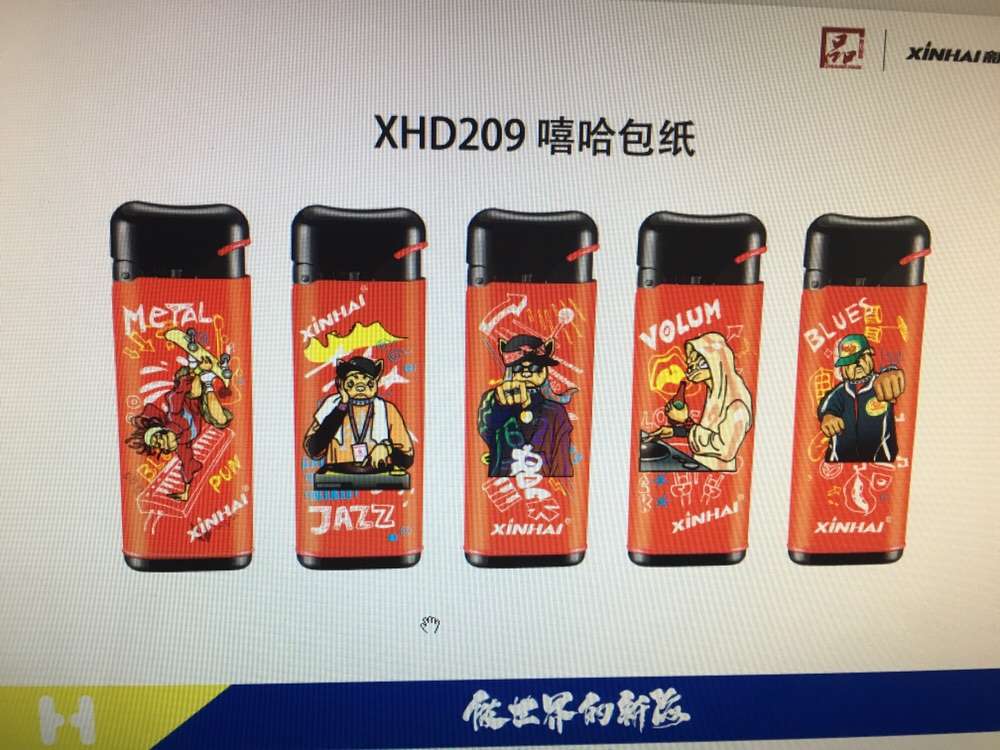 XINHAI
XHD209 嘻哈包纸
METAL
PUN
XINHAI
XINHAI
JAZZ
XINHAI
VOLUM
XINHAI
BLUES
XINHAI
做世界的新海